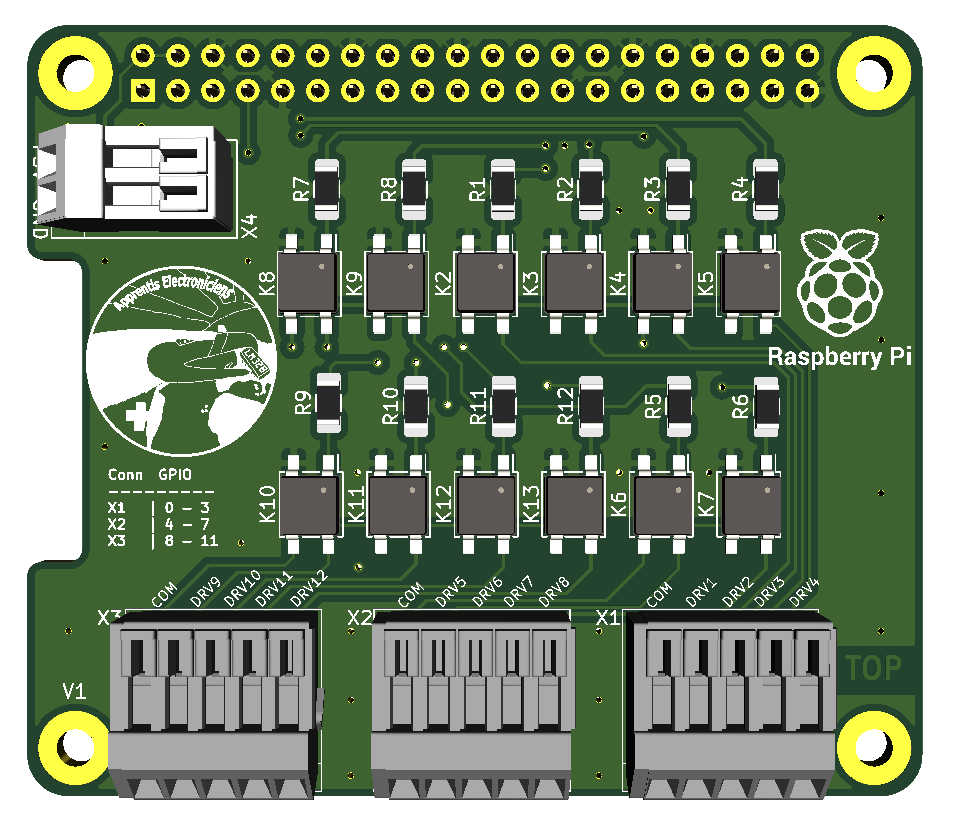 X4
R7 R8 R1 R2 R3 R4
K8 K9 K2 K3 K4 K5
Apprentis Electroniciens
LM328
Raspberry Pi
R9 R10 R11 R12 R5 R6
K10 K11 K12 K13 K6 K7
Conn GPIO
----------
X1 | 0 - 3
X2 | 4 - 7
X3 | 8 - 11
COM DRV9 DRV10 DRV11 DRV12
COM DRV5 DRV6 DRV7 DRV8
COM DRV1 DRV2 DRV3 DRV4
X3 X2 X1
TOP
V1